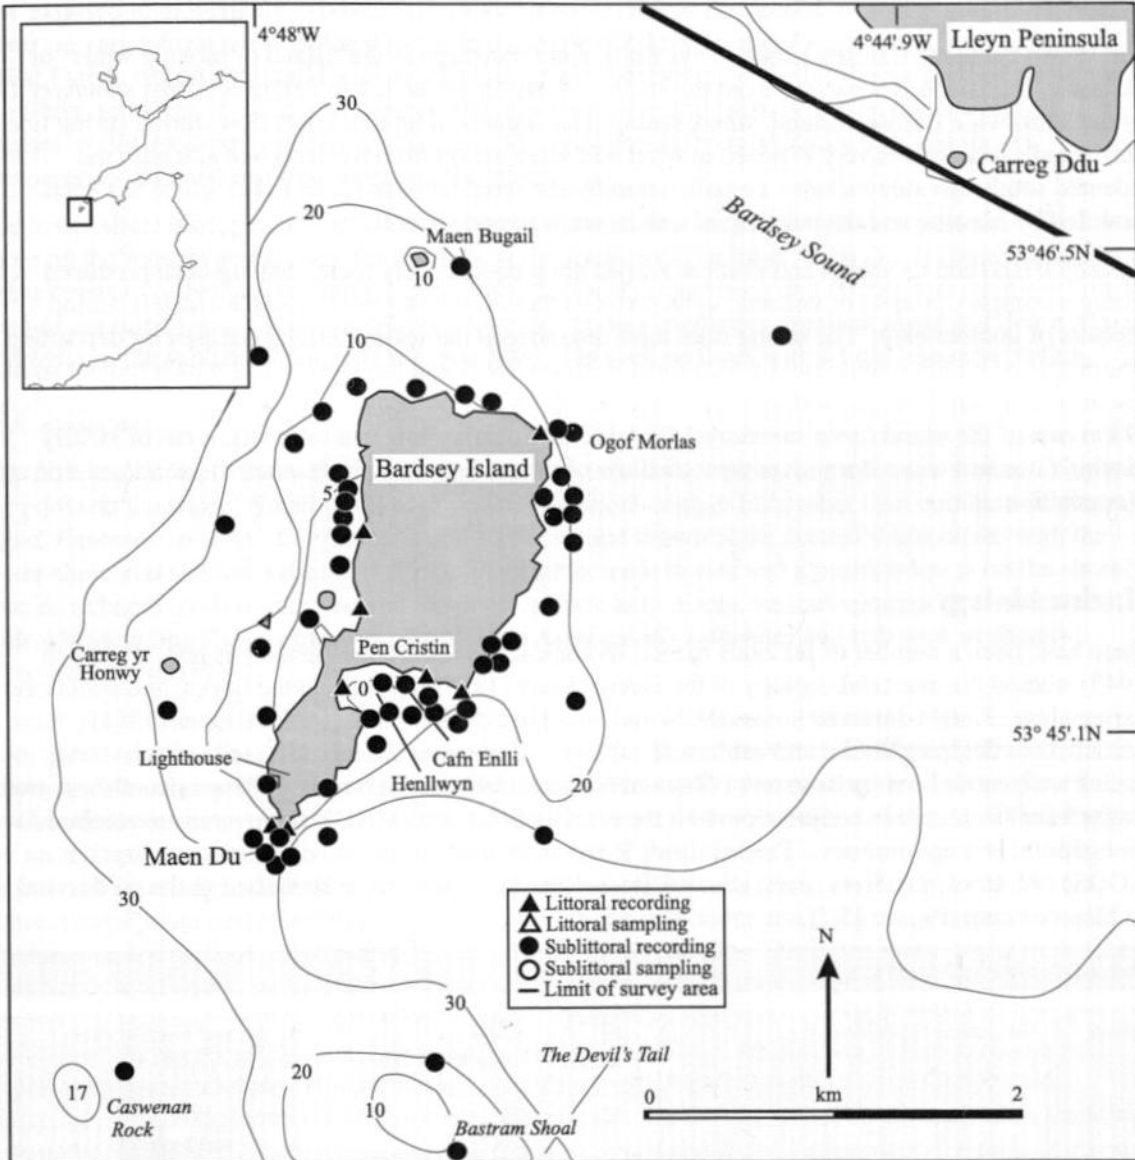 4°48'W
4°44'.9W
Lleyn Peninsula
30
Carreg Ddu
20
Maen Bugail
10
Bardsey Sound
53°46'.5N
10
Ogof Morlas
Bardsey Island
5
Pen Cristin
Carreg yr
Honwy
0
53°45'.1N
Lighthouse
Cafn Enlli
Henllwyn
20
Maen Du
30
Littoral recording
Littoral sampling
Sublittoral recording
Sublittoral sampling
Limit of survey area
N
30
20
The Devil's Tail
17
Caswenan
Rock
10
Bastram Shoal
0
km
2